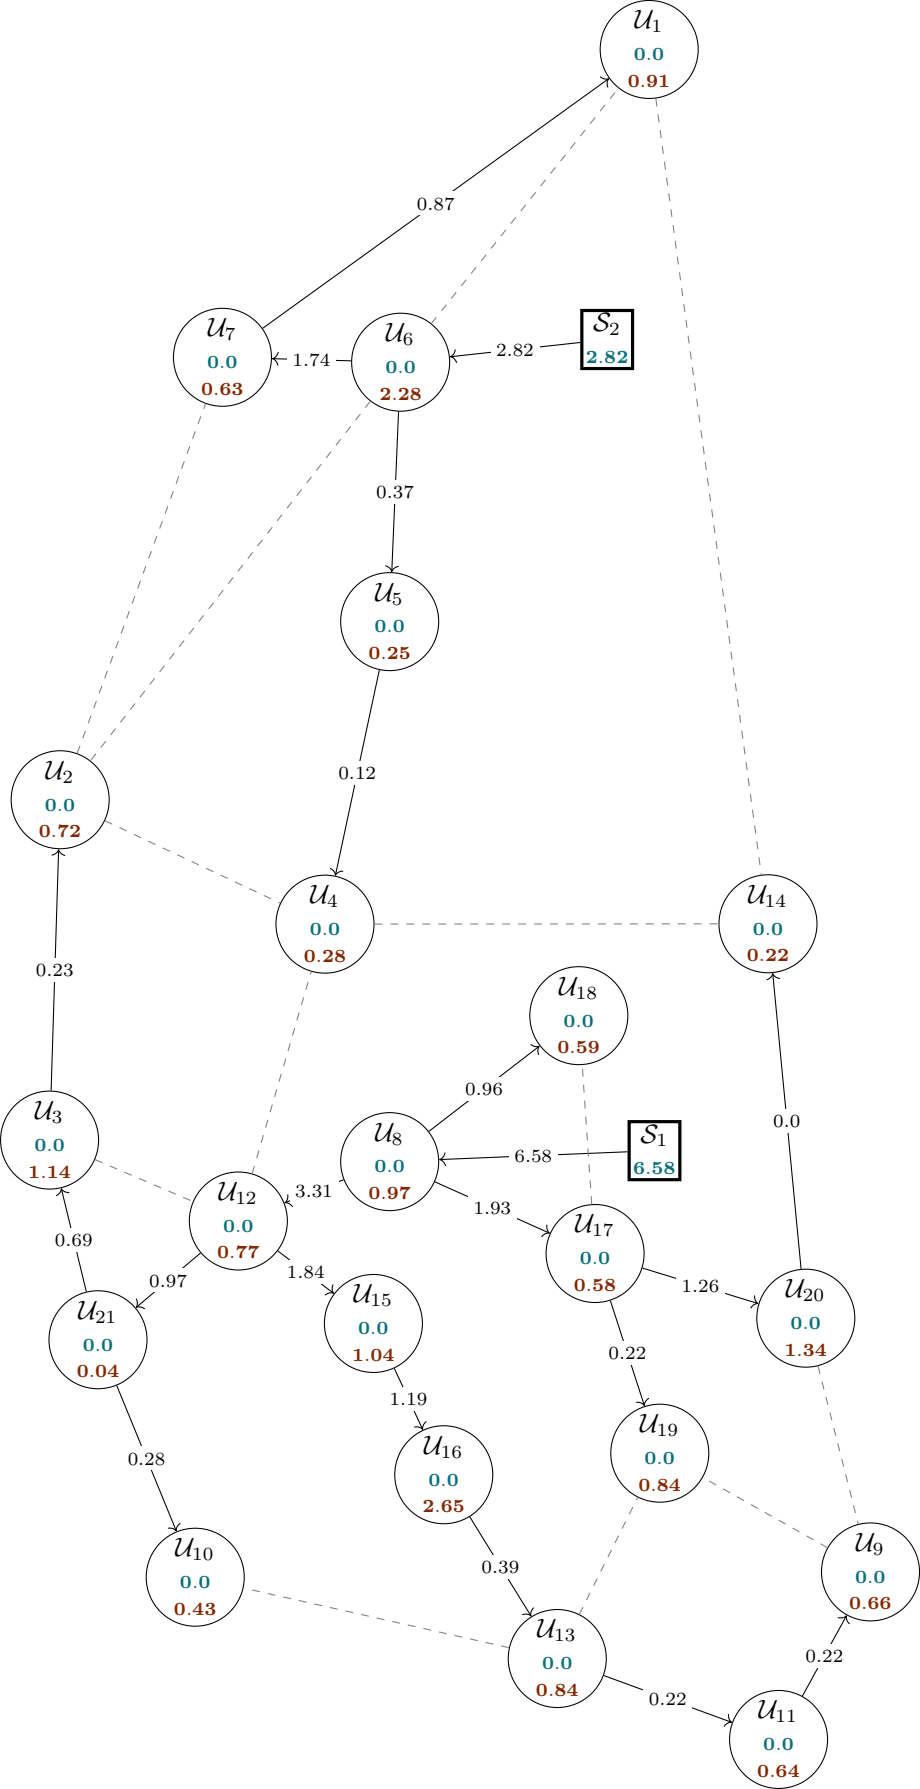 𝒰₁
0.0
0.91
0.87
𝒰₇
0.0
0.63
1.74
𝒰₆
0.0
2.28
2.82
𝒮₂
2.82
0.37
𝒰₅
0.0
0.25
0.12
𝒰₂
0.0
0.72
𝒰₄
0.0
0.28
𝒰₁₄
0.0
0.22
0.23
𝒰₁₈
0.0
0.59
0.96
0.0
𝒰₃
0.0
1.14
𝒰₈
0.0
0.97
6.58
𝒮₁
6.58
𝒰₁₂
0.0
0.77
3.31
1.93
𝒰₁₇
0.0
0.58
0.69
0.97
1.84
1.26
𝒰₂₁
0.0
0.04
𝒰₁₅
0.0
1.04
𝒰₂₀
0.0
1.34
0.22
1.19
0.28
𝒰₁₆
0.0
2.65
𝒰₁₉
0.0
0.84
𝒰₁₀
0.0
0.43
0.39
𝒰₉
0.0
0.66
𝒰₁₃
0.0
0.84
0.22
0.22
𝒰₁₁
0.0
0.64